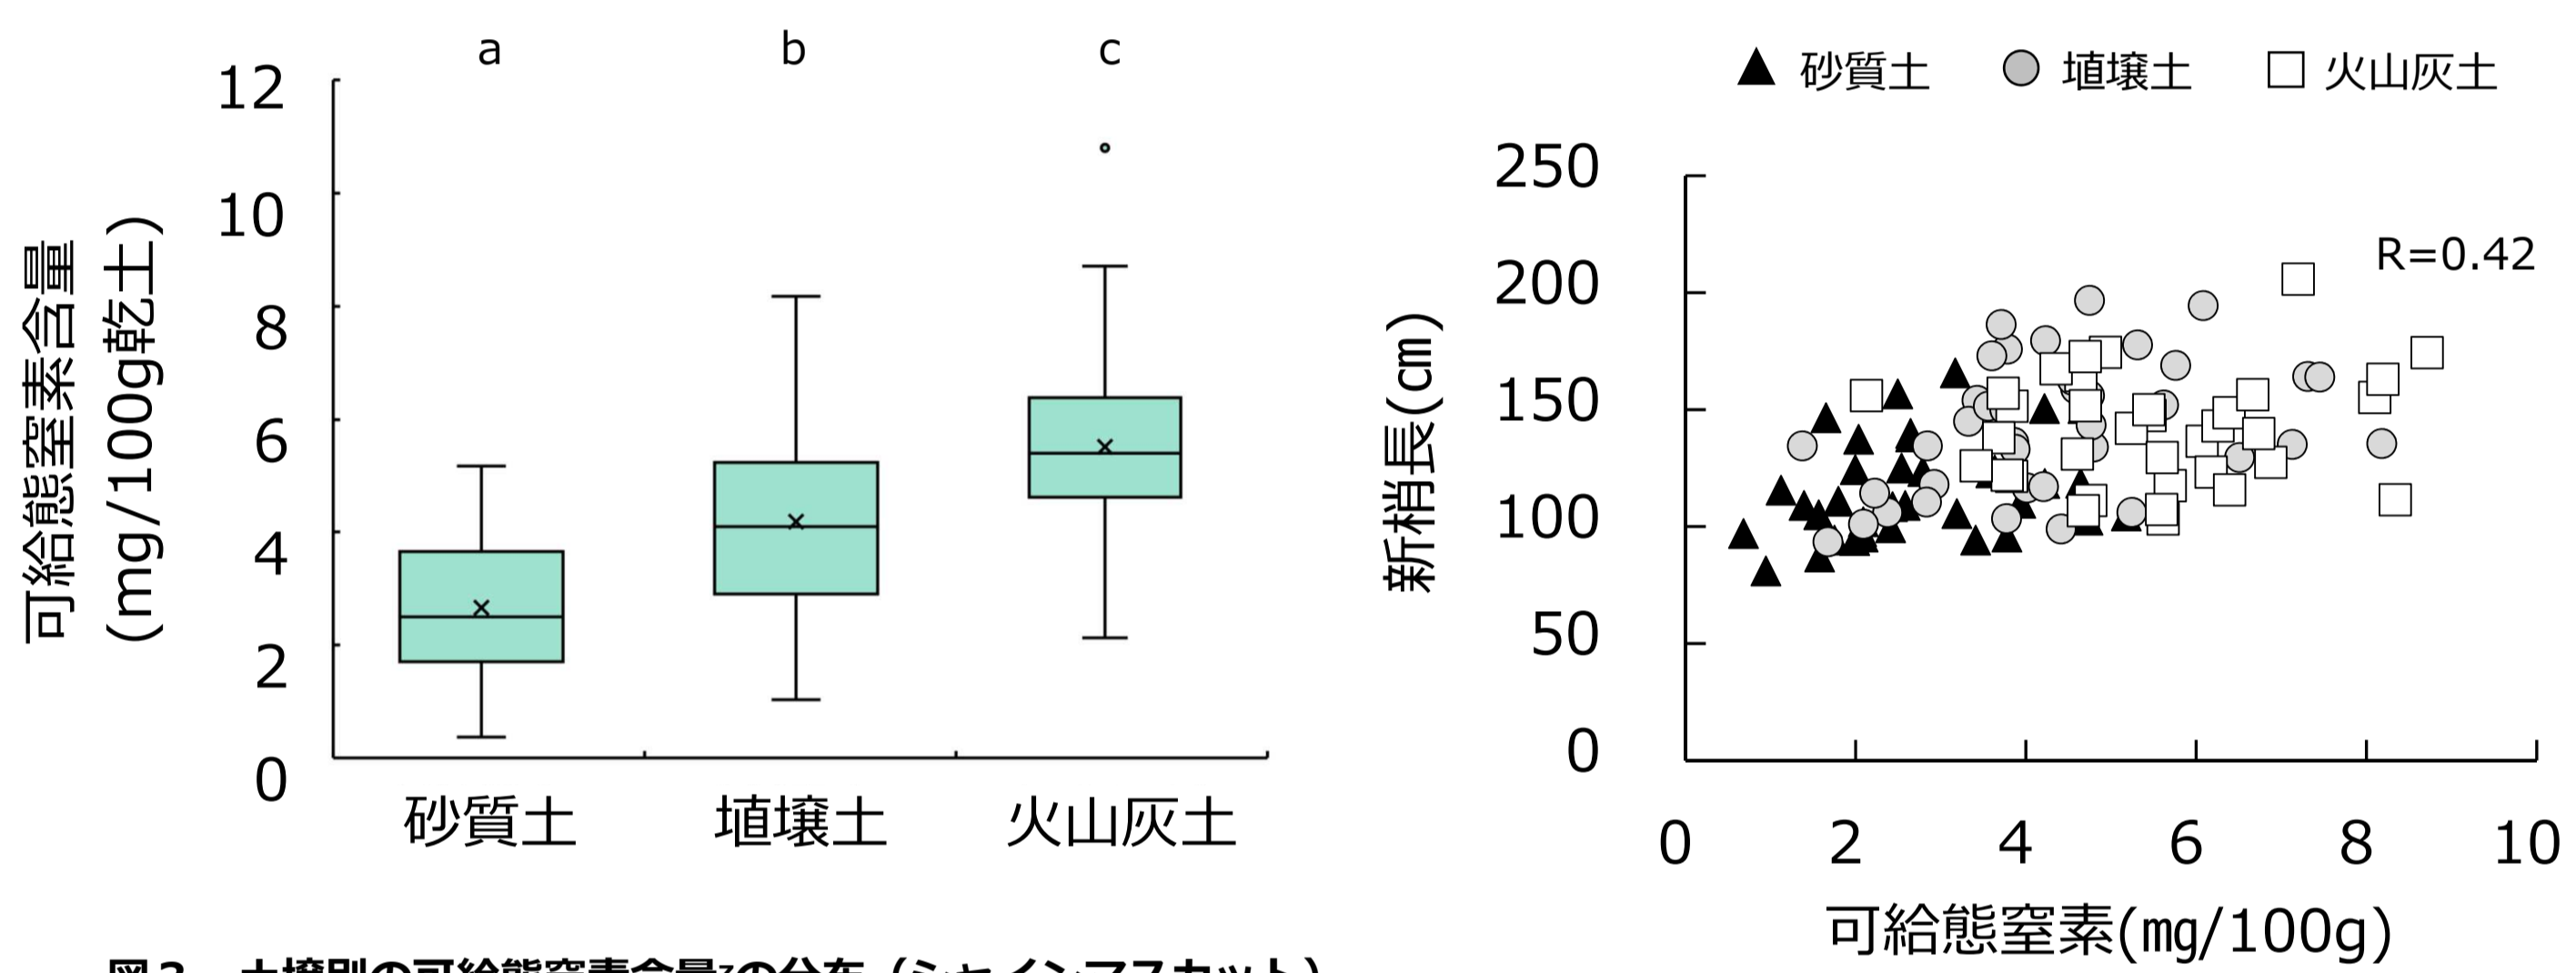 a b c
12
10
8
6
4
2
0
可給態窒素含量
(mg/100g乾土)
砂質土 埴壌土 火山灰土
砂質土 埴壌土 火山灰土
R=0.42
250
200
150
100
50
0
新梢長(cm)
0 2 4 6 8 10
可給態窒素(mg/100g)